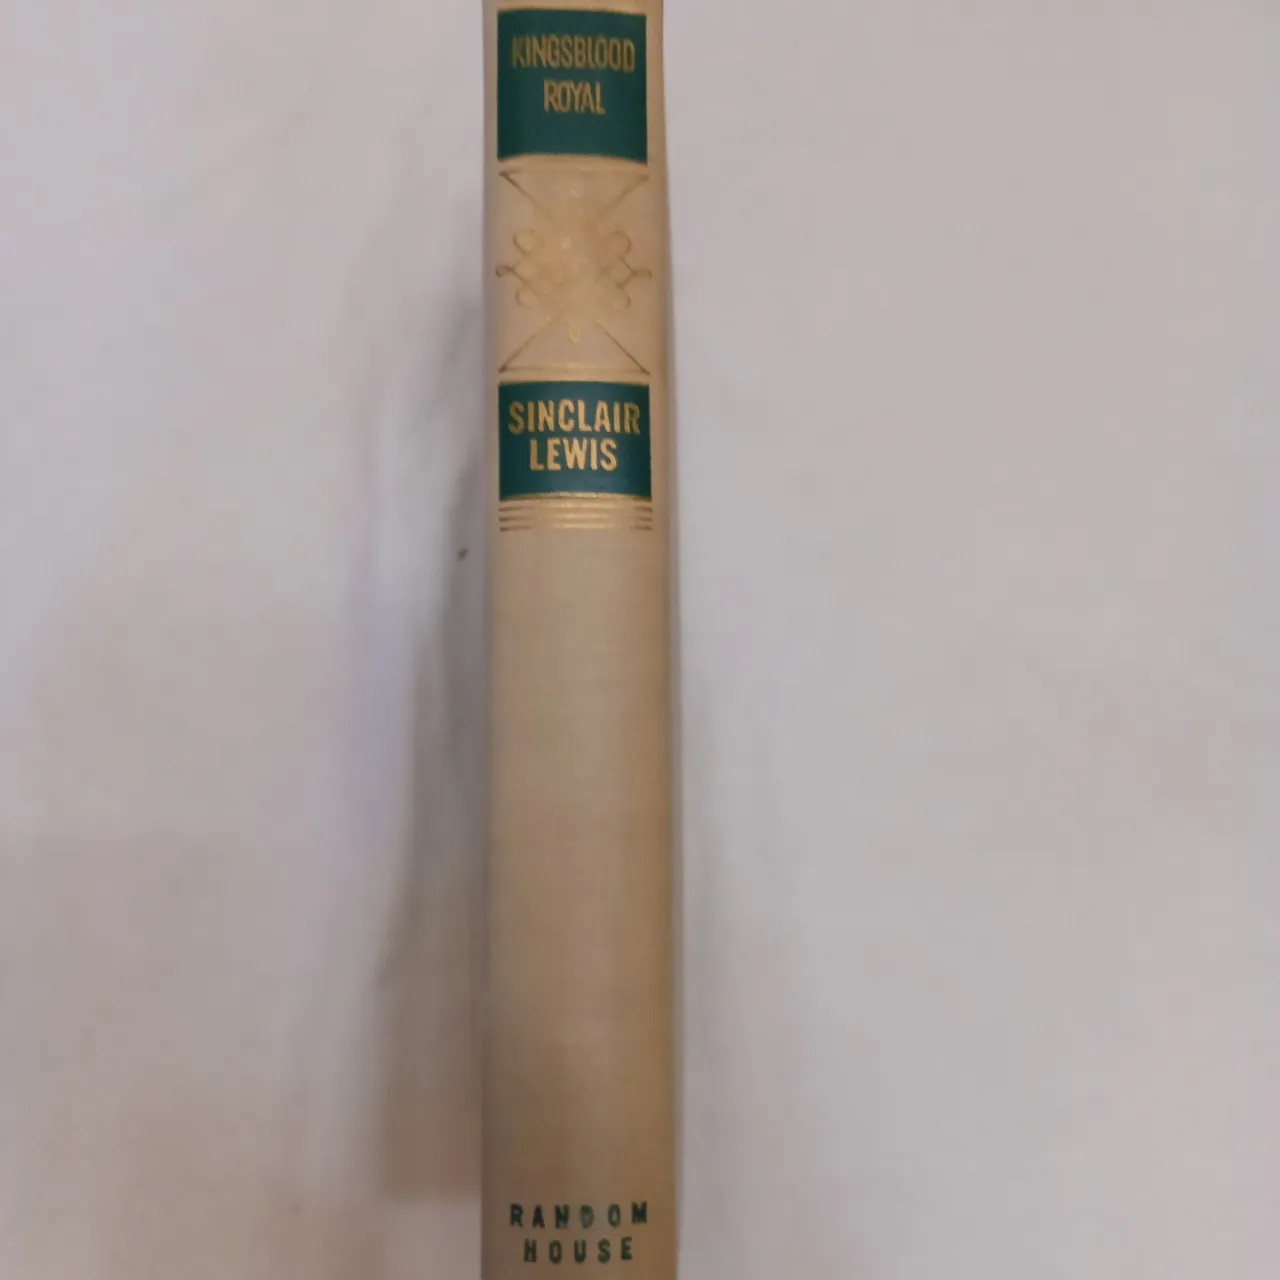 KINGSBLOOD
ROYAL
SINCLAIR
LEWIS
RANDOM
HOUSE